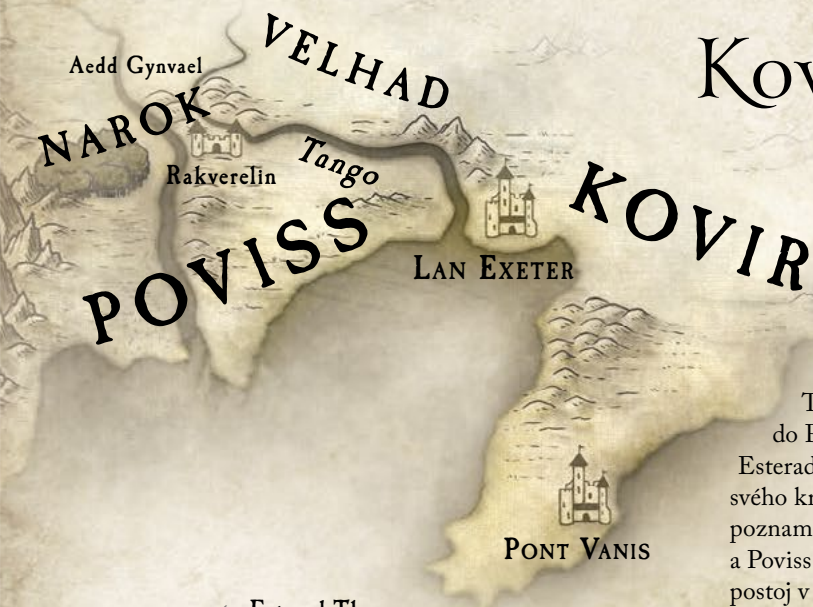 VELHAD
Kov
Aedd Gynvael
NAROK
Rakverelin
Tango
KOVIR
POVISS
LAN EXETER
PONT VANIS
do
Esterad
svého
poznam
a Poviss
postoj v